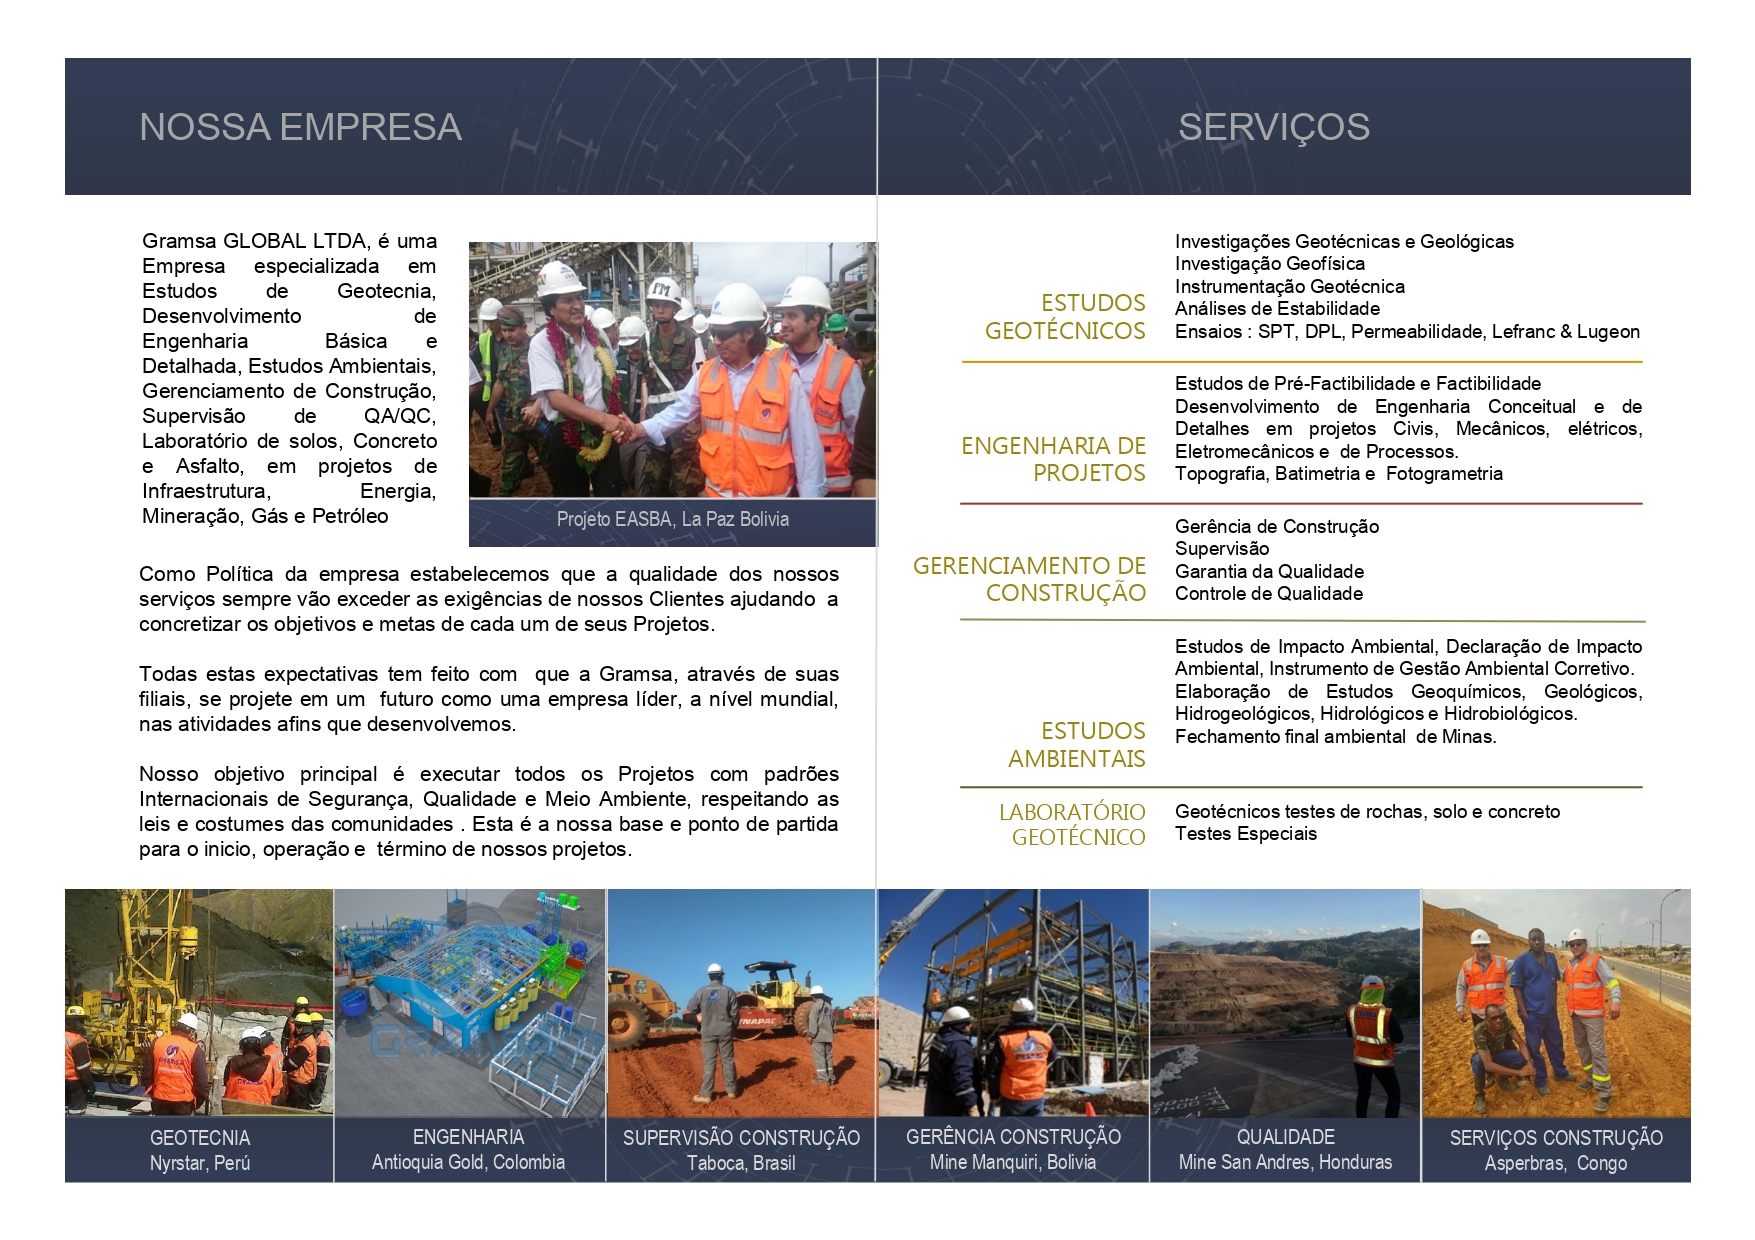 NOSSA EMPRESA
Gramsa GLOBAL LTDA, é uma
Empresa especializada em
Estudos de Geotecnia,
Desenvolvimento de
Engenharia Básica e
Detalhada, Estudos Ambientais,
Gerenciamento de Construção,
Supervisão de QA/QC,
Laboratório de solos, Concreto
e Asfalto, em projetos de
Infraestrutura, Energia,
Mineração, Gás e Petróleo
PM
Projeto EASBA, La Paz Bolivia
Como Política da empresa estabelecemos que a qualidade dos nossos
serviços sempre vão exceder as exigências de nossos Clientes ajudando a
concretizar os objetivos e metas de cada um de seus Projetos.
Todas estas expectativas tem feito com que a Gramsa, através de suas
filiais, se projete em um futuro como uma empresa líder, a nível mundial,
nas atividades afins que desenvolvemos.
Nosso objetivo principal é executar todos os Projetos com padrões
Internacionais de Segurança, Qualidade e Meio Ambiente, respeitando as
leis e costumes das comunidades . Esta é a nossa base e ponto de partida
para o inicio, operação e término de nossos projetos.
SERVIÇOS
ESTUDOS
GEOTÉCNICOS
Investigações Geotécnicas e Geológicas
Investigação Geofísica
Instrumentação Geotécnica
Análises de Estabilidade
Ensaios : SPT, DPL, Permeabilidade, Lefranc & Lugeon
ENGENHARIA DE
PROJETOS
Estudos de Pré-Factibilidade e Factibilidade
Desenvolvimento de Engenharia Conceitual e de
Detalhes em projetos Civis, Mecânicos, elétricos,
Eletromecânicos e de Processos.
Topografia, Batimetria e Fotogrametria
GERENCIAMENTO DE
CONSTRUÇÃO
Gerência de Construção
Supervisão
Garantia da Qualidade
Controle de Qualidade
ESTUDOS
AMBIENTAIS
Estudos de Impacto Ambiental, Declaração de Impacto
Ambiental, Instrumento de Gestão Ambiental Corretivo.
Elaboração de Estudos Geoquímicos, Geológicos,
Hidrogeológicos, Hidrológicos e Hidrobiológicos.
Fechamento final ambiental de Minas.
LABORATÓRIO
GEOTÉCNICO
Geotécnicos testes de rochas, solo e concreto
Testes Especiais
GRAMSA
DYNAPAC
GEOTECNIA
Nyrstar, Perú
ENGENHARIA
Antioquia Gold, Colombia
SUPERVISÃO CONSTRUÇÃO
Taboca, Brasil
GERÊNCIA CONSTRUÇÃO
Mine Manquiri, Bolivia
QUALIDADE
Mine San Andres, Honduras
SERVIÇOS CONSTRUÇÃO
Asperbras, Congo